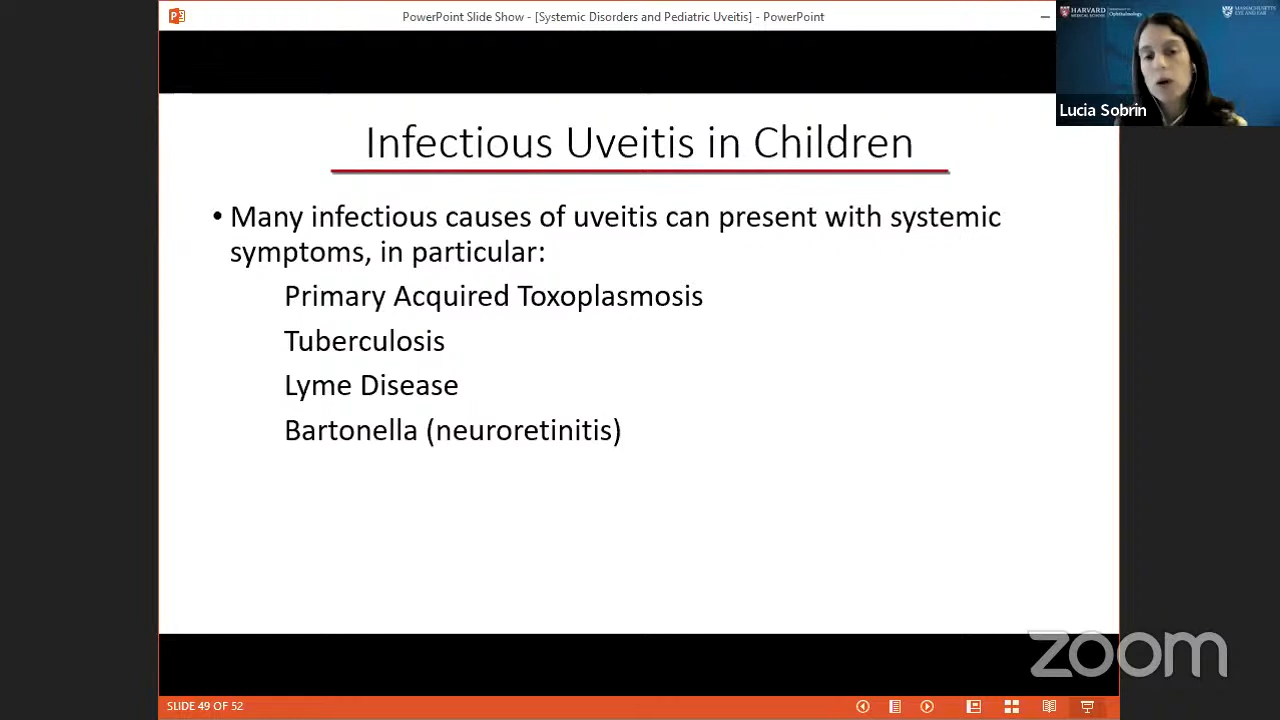 PowerPoint Slide Show - [Systemic Disorders and Pediatric Uveitis] - PowerPoint
HARVARD
MEDICAL SCHOOL
Ophthalmology
MASSACHUSETTS
EYE AND EAR
Lucia Sobrin
Infectious Uveitis in Children
• Many infectious causes of uveitis can present with systemic
symptoms, in particular:
Primary Acquired Toxoplasmosis
Tuberculosis
Lyme Disease
Bartonella (neuroretinitis)
zoom
SLIDE 49 OF 52